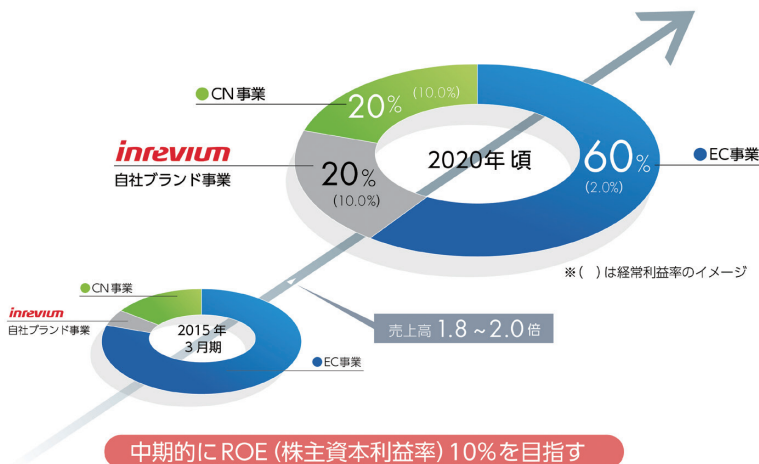 ●CN事業
20% (10.0%)
inrevium
自社ブランド事業
20%
(10.0%)
2020年頃
60%
(2.0%)
●EC事業
※(　)は経常利益率のイメージ
●CN事業
inrevium
自社ブランド事業
2015年
3月期
●EC事業
売上高 1.8～2.0倍
中期的にROE(株主資本利益率)10%を目指す